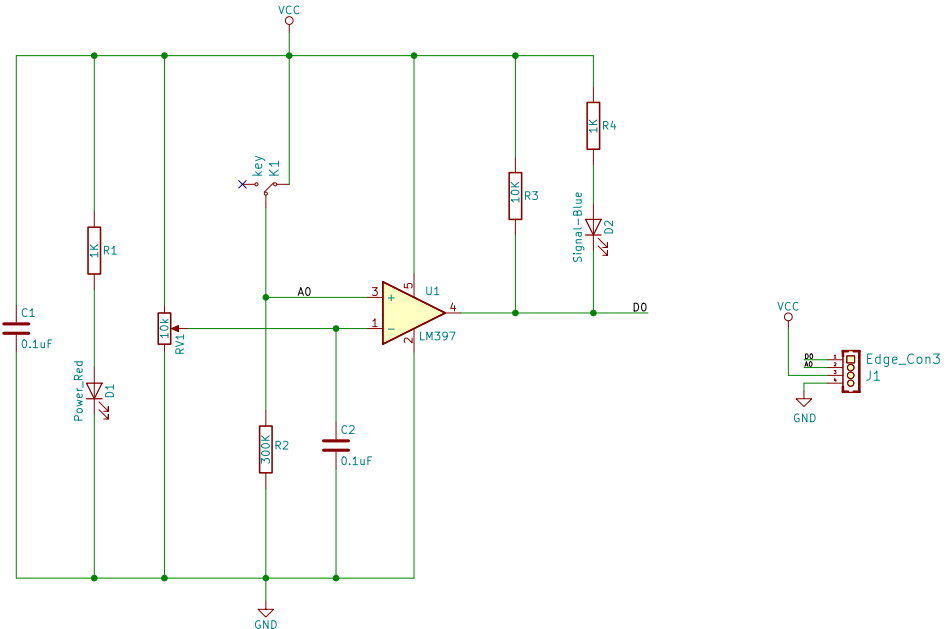 VCC
R4
1K
key
K1
10K
R3
Signal-Blue
D2
R1
1K
5
U1
A0
3
+
4
D0
C1
0.1uF
10k
RV1
1
-
LM397
2
VCC
D0
A0
1
2
3
4
Edge_Con3
J1
GND
Power_Red
D1
C2
0.1uF
300K
R2
GND